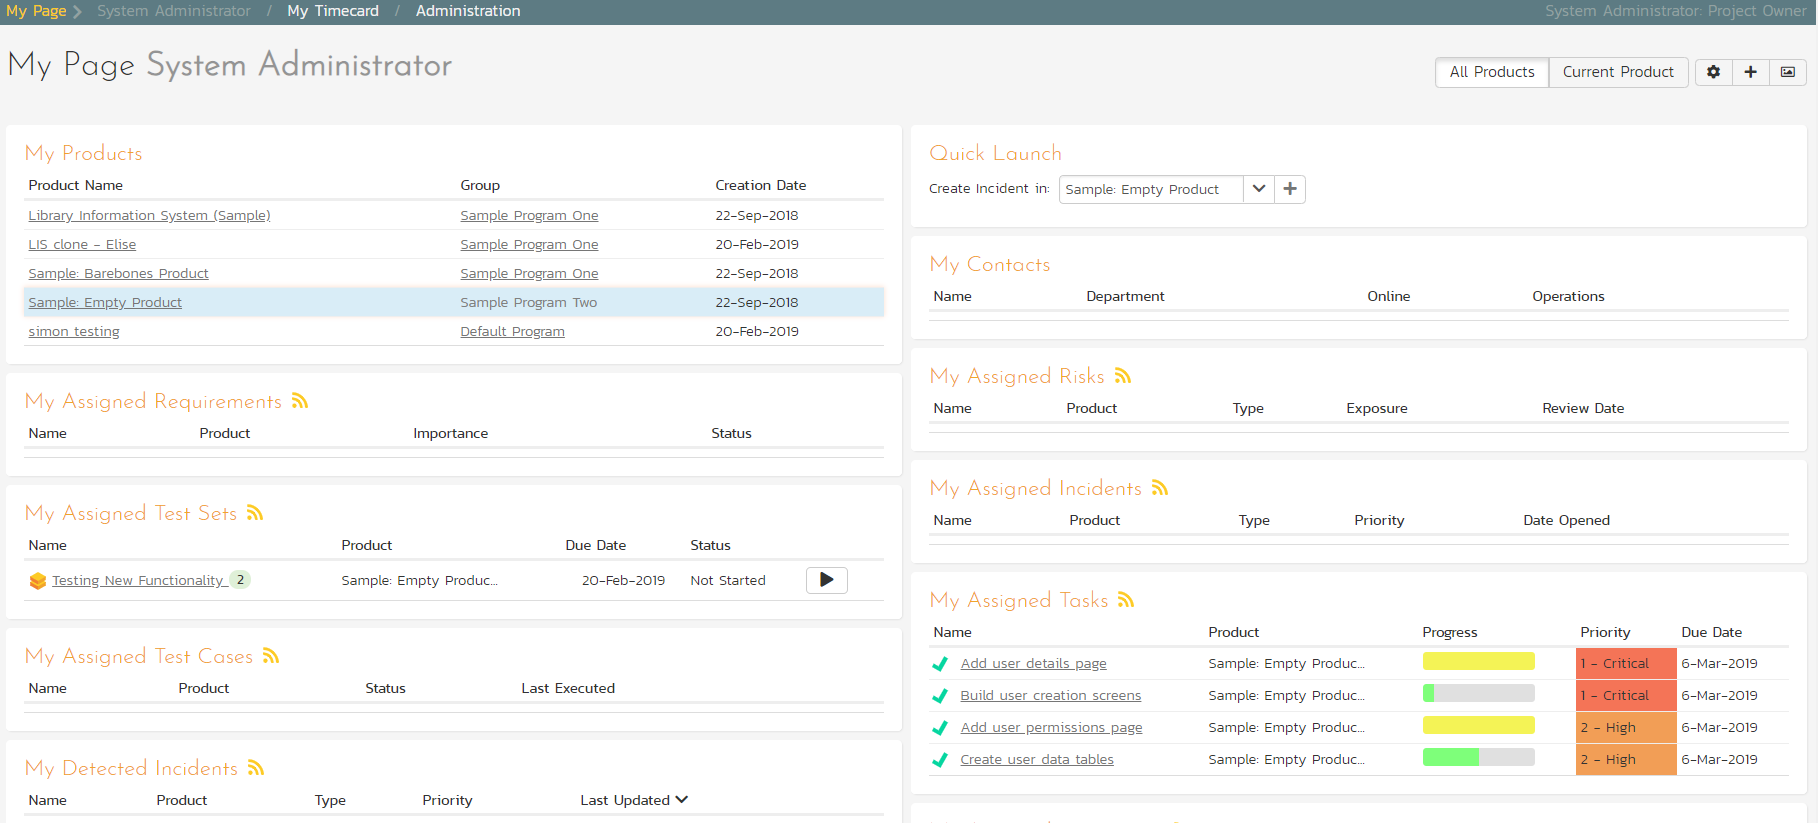 My Page System Administrator / My Timecard / Administration
System Administrator: Project Owner
My Page System Administrator
All Products Current Product
My Products
Product Name Group Creation Date
Library Information System (Sample) Sample Program One 22-Sep-2018
LIS clone - Elise Sample Program One 20-Feb-2019
Sample: Barebones Product Sample Program One 22-Sep-2018
Sample: Empty Product Sample Program Two 22-Sep-2018
simon testing Default Program 20-Feb-2019
My Assigned Requirements
Name Product Importance Status
My Assigned Test Sets
Name Product Due Date Status
Testing New Functionality 2 Sample: Empty Produc... 20-Feb-2019 Not Started
My Assigned Test Cases
Name Product Status Last Executed
My Detected Incidents
Name Product Type Priority Last Updated
Quick Launch
Create Incident in: Sample: Empty Product
My Contacts
Name Department Online Operations
My Assigned Risks
Name Product Type Exposure Review Date
My Assigned Incidents
Name Product Type Priority Date Opened
My Assigned Tasks
Name Product Progress Priority Due Date
Add user details page Sample: Empty Produc... 1 - Critical 6-Mar-2019
Build user creation screens Sample: Empty Produc... 1 - Critical 6-Mar-2019
Add user permissions page Sample: Empty Produc... 2 - High 6-Mar-2019
Create user data tables Sample: Empty Produc... 2 - High 6-Mar-2019